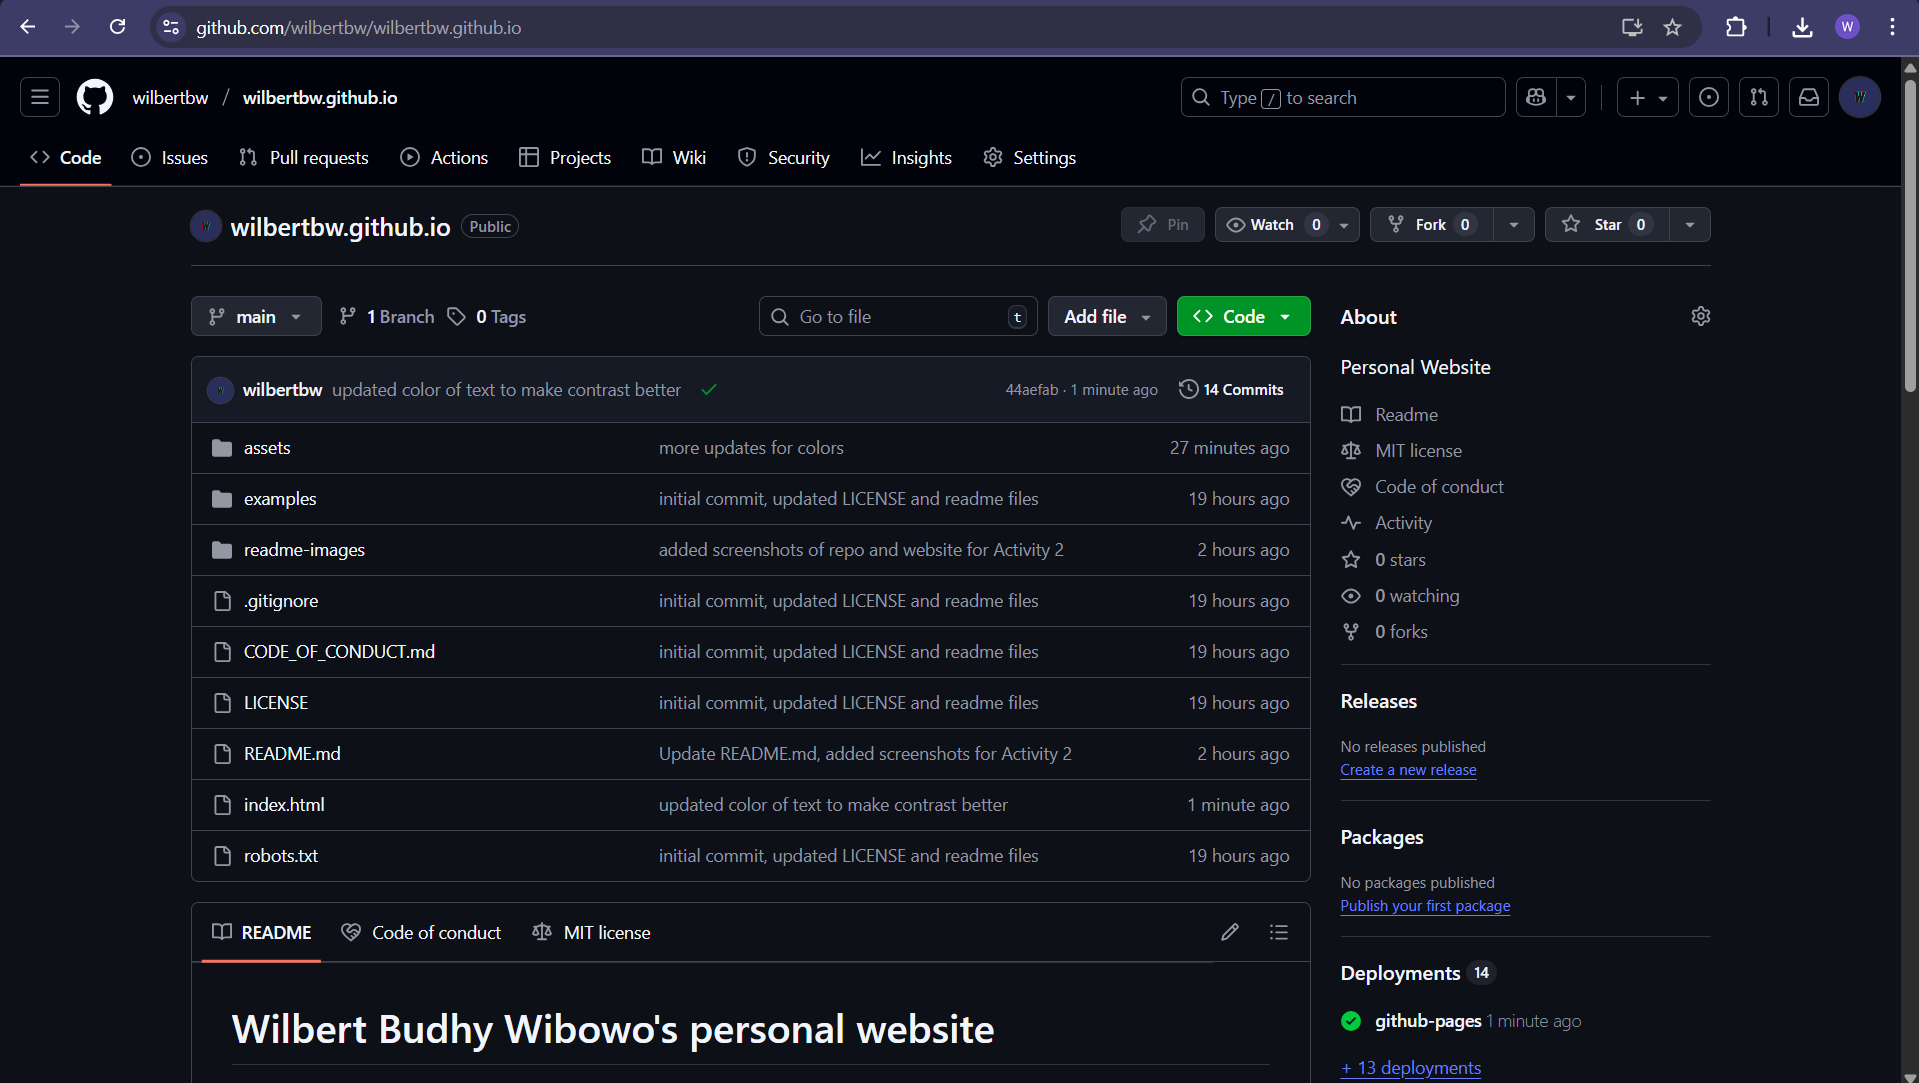 github.com/wilbertbw/wilbertbw.github.io
W
wilbertbw / wilbertbw.github.io
Type / to search
W
Code Issues Pull requests Actions Projects Wiki Security Insights Settings
wilbertbw.github.io Public
Pin Watch 0 Fork 0 Star 0
main 1 Branch 0 Tags
Go to file t
Add file Code
wilbertbw updated color of text to make contrast better 44aefab · 1 minute ago 14 Commits
assets more updates for colors 27 minutes ago
examples initial commit, updated LICENSE and readme files 19 hours ago
readme-images added screenshots of repo and website for Activity 2 2 hours ago
.gitignore initial commit, updated LICENSE and readme files 19 hours ago
CODE_OF_CONDUCT.md initial commit, updated LICENSE and readme files 19 hours ago
LICENSE initial commit, updated LICENSE and readme files 19 hours ago
README.md Update README.md, added screenshots for Activity 2 2 hours ago
index.html updated color of text to make contrast better 1 minute ago
robots.txt initial commit, updated LICENSE and readme files 19 hours ago
README Code of conduct MIT license
Wilbert Budhy Wibowo's personal website
About
Personal Website
Readme
MIT license
Code of conduct
Activity
0 stars
0 watching
0 forks
Releases
No releases published
Create a new release
Packages
No packages published
Publish your first package
Deployments 14
github-pages 1 minute ago
+ 13 deployments